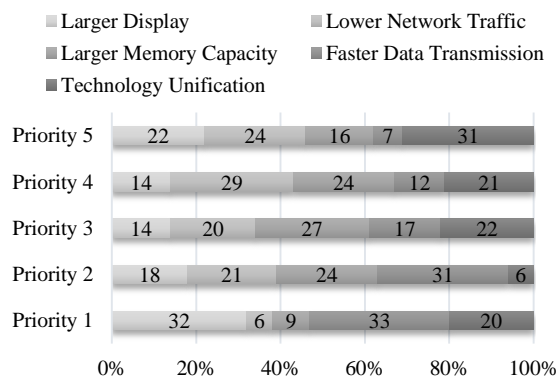 Larger Display Lower Network Traffic
Larger Memory Capacity Faster Data Transmission
Technology Unification
Priority 5 22 24 16 7 31
Priority 4 14 29 24 12 21
Priority 3 14 20 27 17 22
Priority 2 18 21 24 31 6
Priority 1 32 6 9 33 20
0% 20% 40% 60% 80% 100%